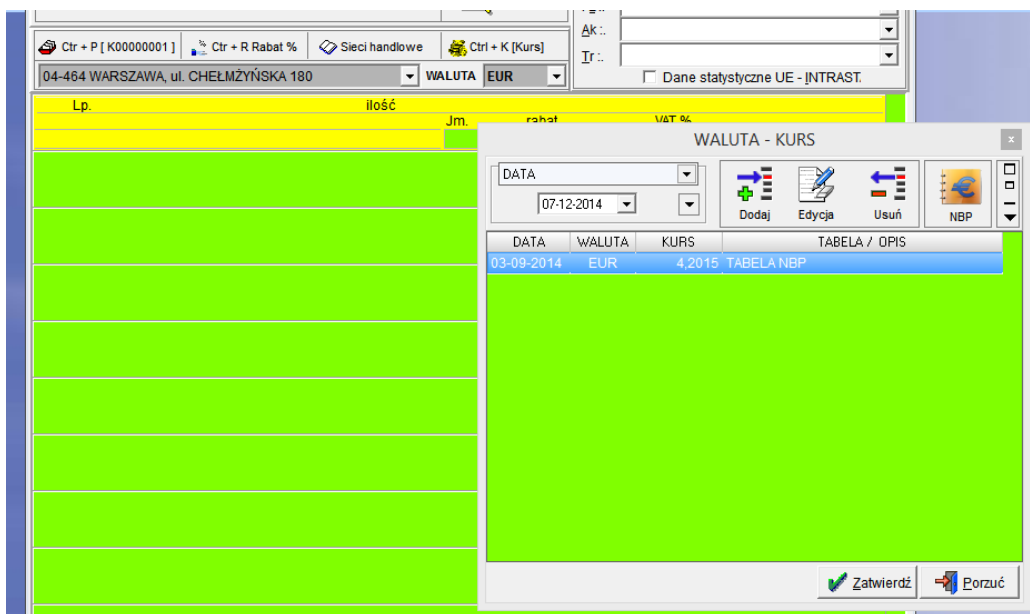 Ak :.
Ctr + P [ K00000001 ] Ctr + R Rabat % Sieci handlowe Ctrl + K [Kurs]
Tr :.
04-464 WARSZAWA, ul. CHEŁMŻYŃSKA 180 WALUTA EUR
Dane statystyczne UE - INTRAST.
Lp. ilość
Jm. rabat VAT %
WALUTA - KURS
x
DATA
07-12-2014
Dodaj Edycja Usuń NBP
DATA WALUTA KURS TABELA / OPIS
03-09-2014 EUR 4,2015 TABELA NBP
Zatwierdź Porzuć